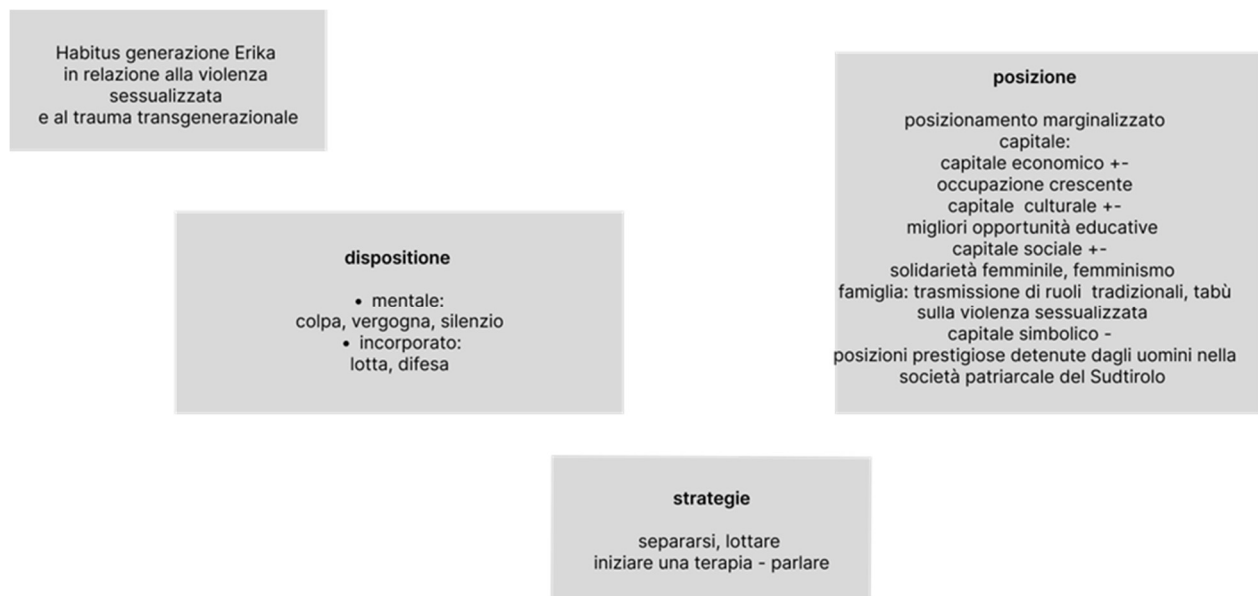 Habitus generazione Erika
in relazione alla violenza
sessualizzata
e al trauma transgenerazionale
dispositione
• mentale:
colpa, vergogna, silenzio
• incorporato:
lotta, difesa
posizione
posizionamento marginalizzato
capitale:
capitale economico +-
occupazione crescente
capitale culturale +-
migliori opportunità educative
capitale sociale +-
solidarietà femminile, femminismo
famiglia: trasmissione di ruoli tradizionali, tabù
sulla violenza sessualizzata
capitale simbolico -
posizioni prestigiose detenute dagli uomini nella
società patriarcale del Sudtirolo
strategie
separarsi, lottare
iniziare una terapia - parlare